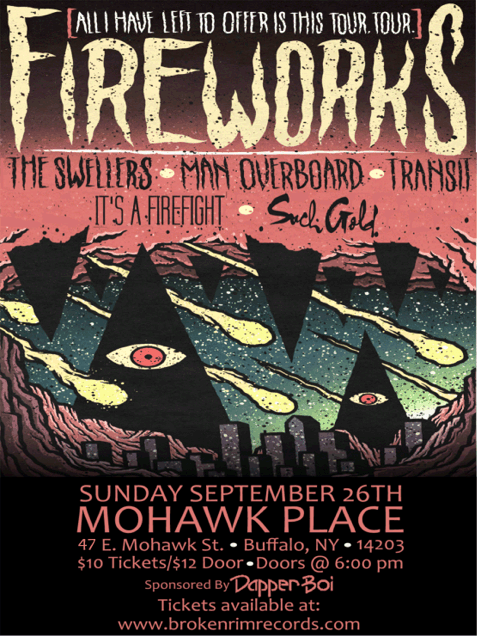 [ALL I HAVE LEFT TO OFFER IS THIS TOUR. TOUR.]
FIREWORKS
THE SWELLERS • MAN OVERBOARD • TRANSIT
IT'S A FIREFIGHT • Such Gold
SUNDAY SEPTEMBER 26TH
MOHAWK PLACE
47 E. Mohawk St. • Buffalo, NY • 14203
$10 Tickets/$12 Door•Doors @ 6:00 pm
Sponsored By Dapper Boi
Tickets available at:
www.brokenrimrecords.com